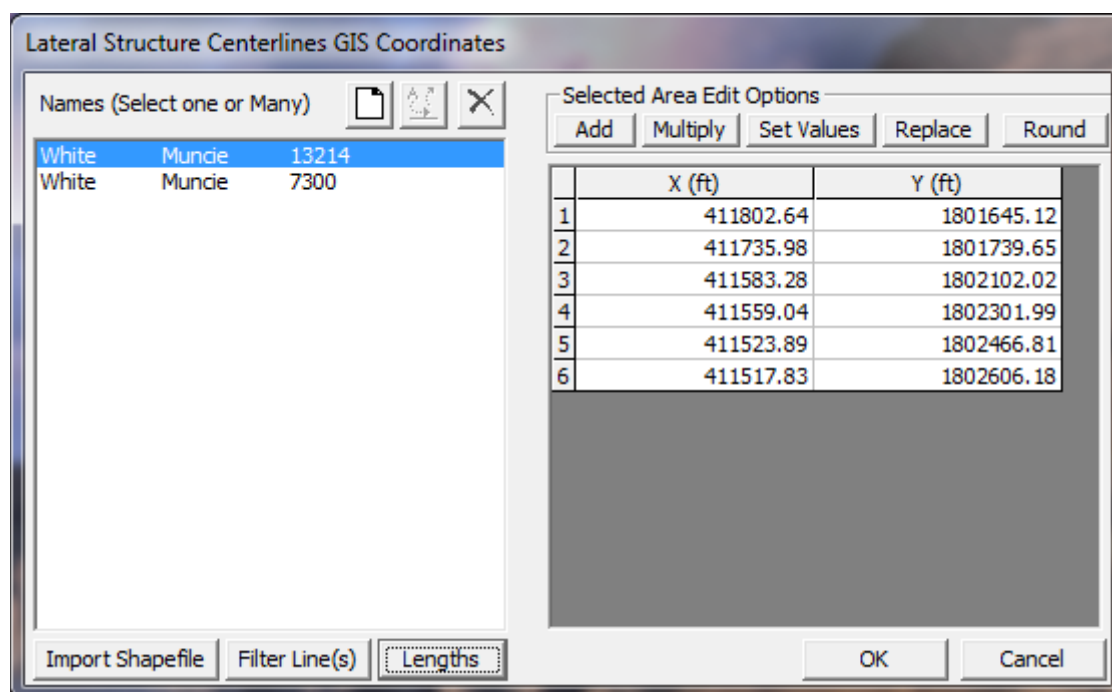 Lateral Structure Centerlines GIS Coordinates
Names (Select one or Many)
White Muncie 13214
White Muncie 7300
Import Shapefile Filter Line(s) Lengths
Selected Area Edit Options
Add Multiply Set Values Replace Round
X (ft) Y (ft)
1 411802.64 1801645.12
2 411735.98 1801739.65
3 411583.28 1802102.02
4 411559.04 1802301.99
5 411523.89 1802466.81
6 411517.83 1802606.18
OK Cancel